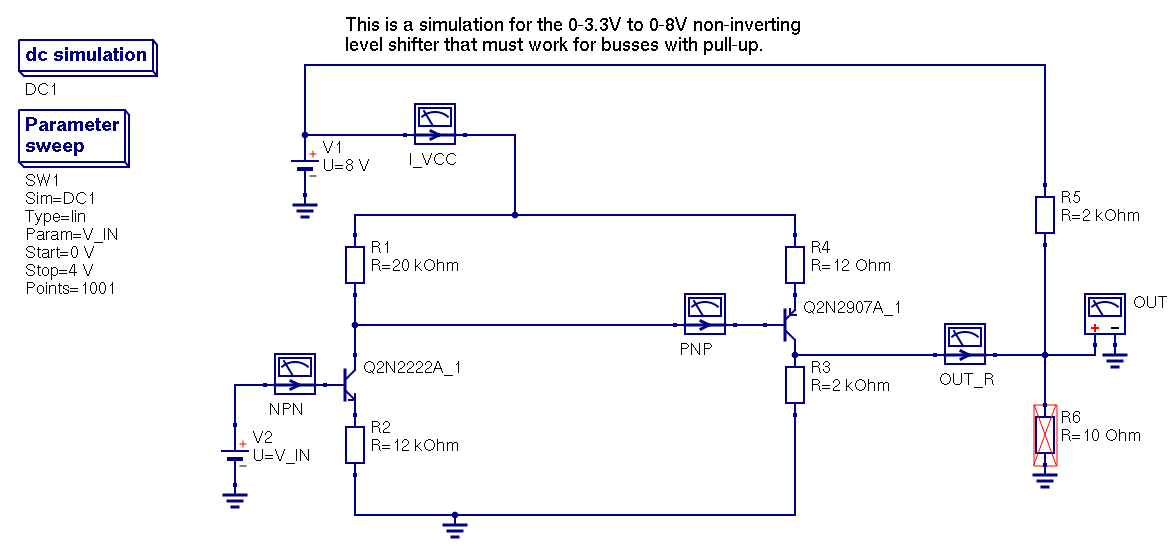 This is a simulation for the 0-3.3V to 0-8V non-inverting
level shifter that must work for busses with pull-up.
dc simulation
DC1
Parameter
sweep
SW1
Sim=DC1
Type=lin
Param=V_IN
Start=0 V
Stop=4 V
Points=1001
V1
U=8 V
I_VCC
R5
R=2 kOhm
R1
R=20 kOhm
R4
R=12 Ohm
Q2N2907A_1
PNP
OUT
OUT_R
Q2N2222A_1
NPN
R3
R=2 kOhm
R2
R=12 kOhm
V2
U=V_IN
R6
R=10 Ohm